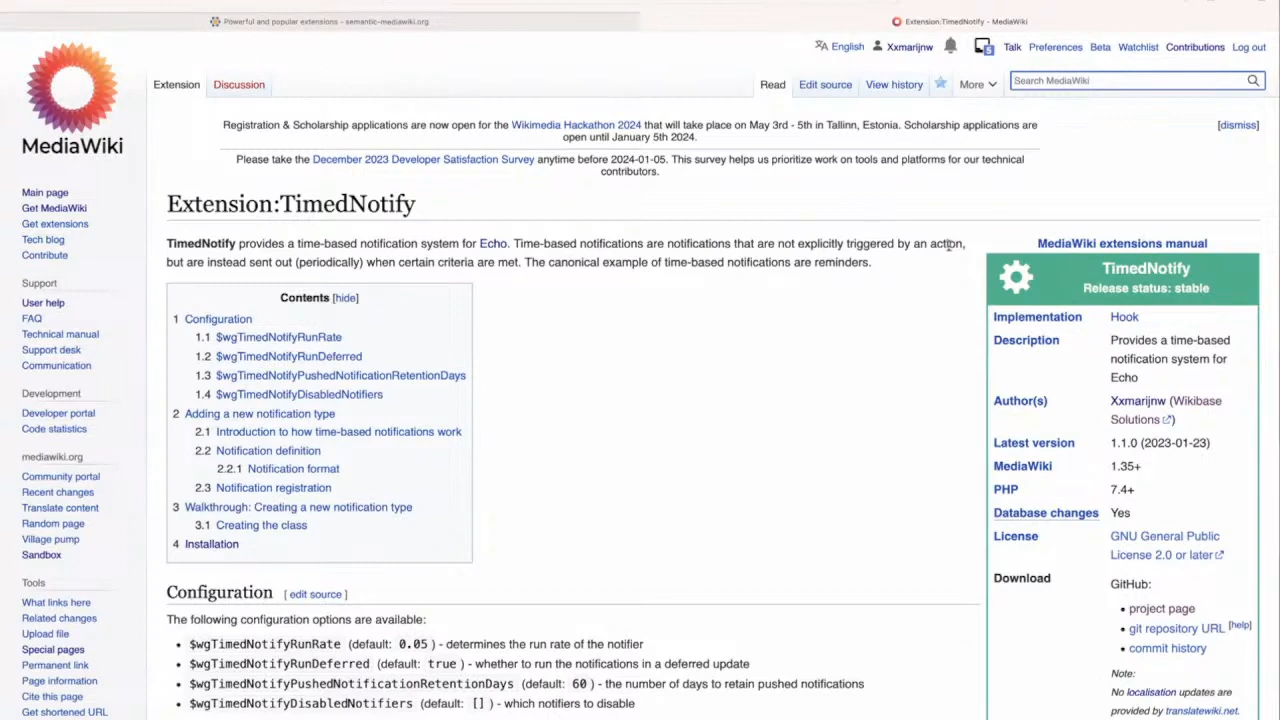 Powerful and popular extensions - semantic-mediawiki.org
Extension:TimedNotify - MediaWiki
English Xxmarijnw Talk Preferences Beta Watchlist Contributions Log out
Extension Discussion Read Edit source View history More Search MediaWiki
MediaWiki
Registration & Scholarship applications are now open for the Wikimedia Hackathon 2024 that will take place on May 3rd - 5th in Tallinn, Estonia. Scholarship applications are
open until January 5th 2024.
[dismiss]
Please take the December 2023 Developer Satisfaction Survey anytime before 2024-01-05. This survey helps us prioritize work on tools and platforms for our technical
contributors.
Main page
Get MediaWiki
Get extensions
Tech blog
Contribute
Support
User help
FAQ
Technical manual
Support desk
Communication
Development
Developer portal
Code statistics
mediawiki.org
Community portal
Recent changes
Translate content
Random page
Village pump
Sandbox
Tools
What links here
Related changes
Upload file
Special pages
Permanent link
Page information
Cite this page
Get shortened URL
Extension:TimedNotify
TimedNotify provides a time-based notification system for Echo. Time-based notifications are notifications that are not explicitly triggered by an action,
but are instead sent out (periodically) when certain criteria are met. The canonical example of time-based notifications are reminders.
Contents [hide]
1 Configuration
1.1 $wgTimedNotifyRunRate
1.2 $wgTimedNotifyRunDeferred
1.3 $wgTimedNotifyPushedNotificationRetentionDays
1.4 $wgTimedNotifyDisabledNotifiers
2 Adding a new notification type
2.1 Introduction to how time-based notifications work
2.2 Notification definition
2.2.1 Notification format
2.3 Notification registration
3 Walkthrough: Creating a new notification type
3.1 Creating the class
4 Installation
Configuration [ edit source ]
The following configuration options are available:
• $wgTimedNotifyRunRate (default: 0.05 ) - determines the run rate of the notifier
• $wgTimedNotifyRunDeferred (default: true ) - whether to run the notifications in a deferred update
• $wgTimedNotifyPushedNotificationRetentionDays (default: 60 ) - the number of days to retain pushed notifications
• $wgTimedNotifyDisabledNotifiers (default: [] ) - which notifiers to disable
MediaWiki extensions manual
TimedNotify
Release status: stable
Implementation Hook
Description Provides a time-based
notification system for
Echo
Author(s) Xxmarijnw (Wikibase
Solutions)
Latest version 1.1.0 (2023-01-23)
MediaWiki 1.35+
PHP 7.4+
Database changes Yes
License GNU General Public
License 2.0 or later
Download GitHub:
• project page
• git repository URL [help]
• commit history
Note:
No localisation updates are
provided by translatewiki.net.